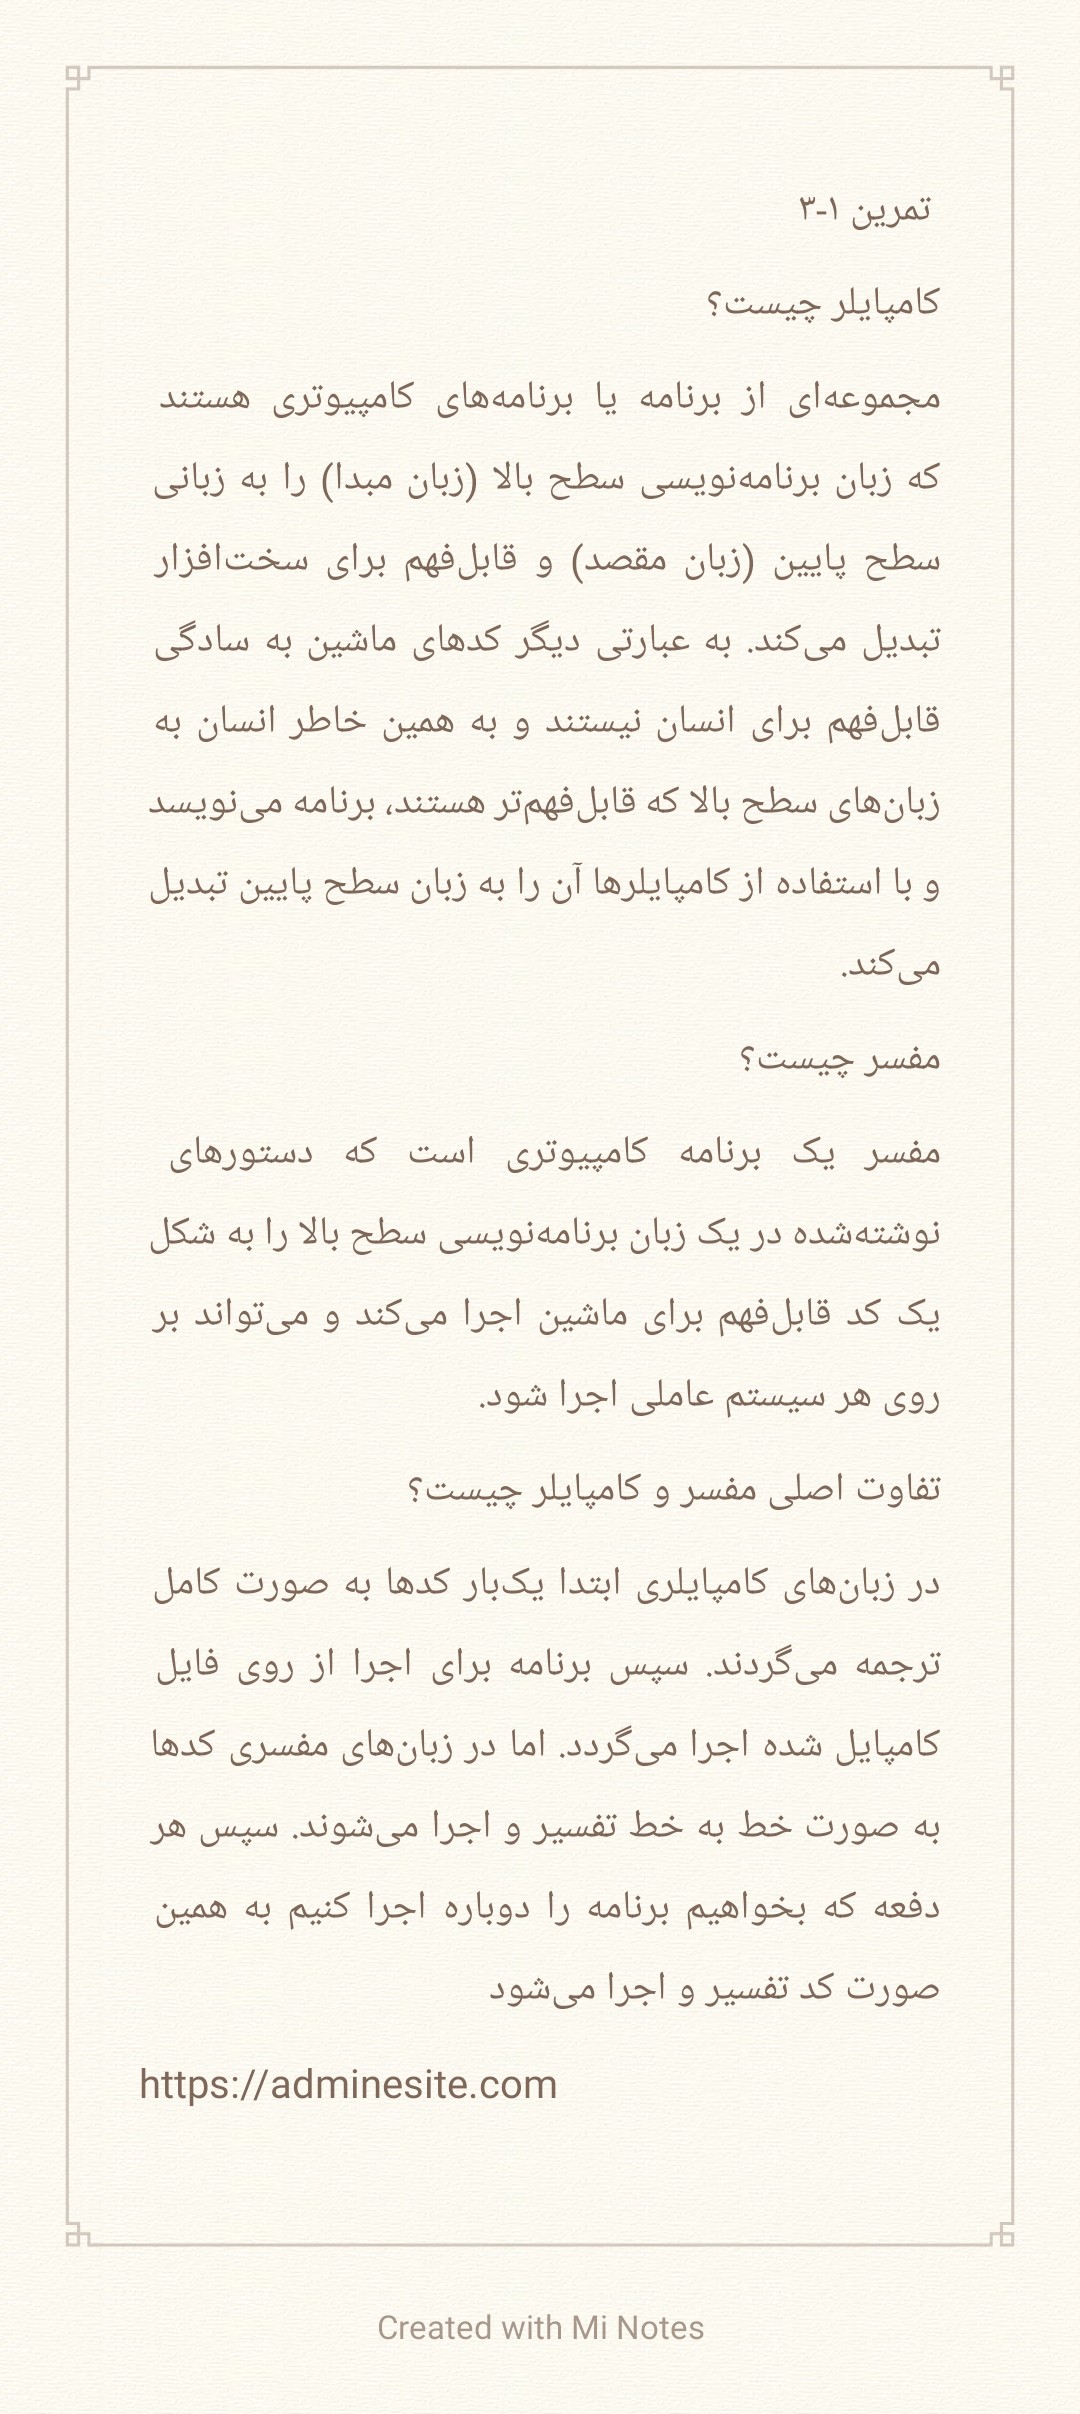 تمرین ۱-۳
کامپایلر چیست؟
مجموعه‌ای از برنامه یا برنامه‌های کامپیوتری هستند
که زبان برنامه‌نویسی سطح بالا (زبان مبدا) را به زبانی
سطح پایین (زبان مقصد) و قابل‌فهم برای سخت‌افزار
تبدیل می‌کند. به عبارتی دیگر کدهای ماشین به سادگی
قابل‌فهم برای انسان نیستند و به همین خاطر انسان به
زبان‌های سطح بالا که قابل‌فهم‌تر هستند، برنامه می‌نویسد
و با استفاده از کامپایلرها آن را به زبان سطح پایین تبدیل
می‌کند.
مفسر چیست؟
مفسر یک برنامه کامپیوتری است که دستورهای
نوشته‌شده در یک زبان برنامه‌نویسی سطح بالا را به شکل
یک کد قابل‌فهم برای ماشین اجرا می‌کند و می‌تواند بر
روی هر سیستم عاملی اجرا شود.
تفاوت اصلی مفسر و کامپایلر چیست؟
در زبان‌های کامپایلری ابتدا یک‌بار کدها به صورت کامل
ترجمه می‌گردند. سپس برنامه برای اجرا از روی فایل
کامپایل شده اجرا می‌گردد. اما در زبان‌های مفسری کدها
به صورت خط به خط تفسیر و اجرا می‌شوند. سپس هر
دفعه که بخواهیم برنامه را دوباره اجرا کنیم به همین
صورت کد تفسیر و اجرا می‌شود
https://adminesite.com
Created with Mi Notes